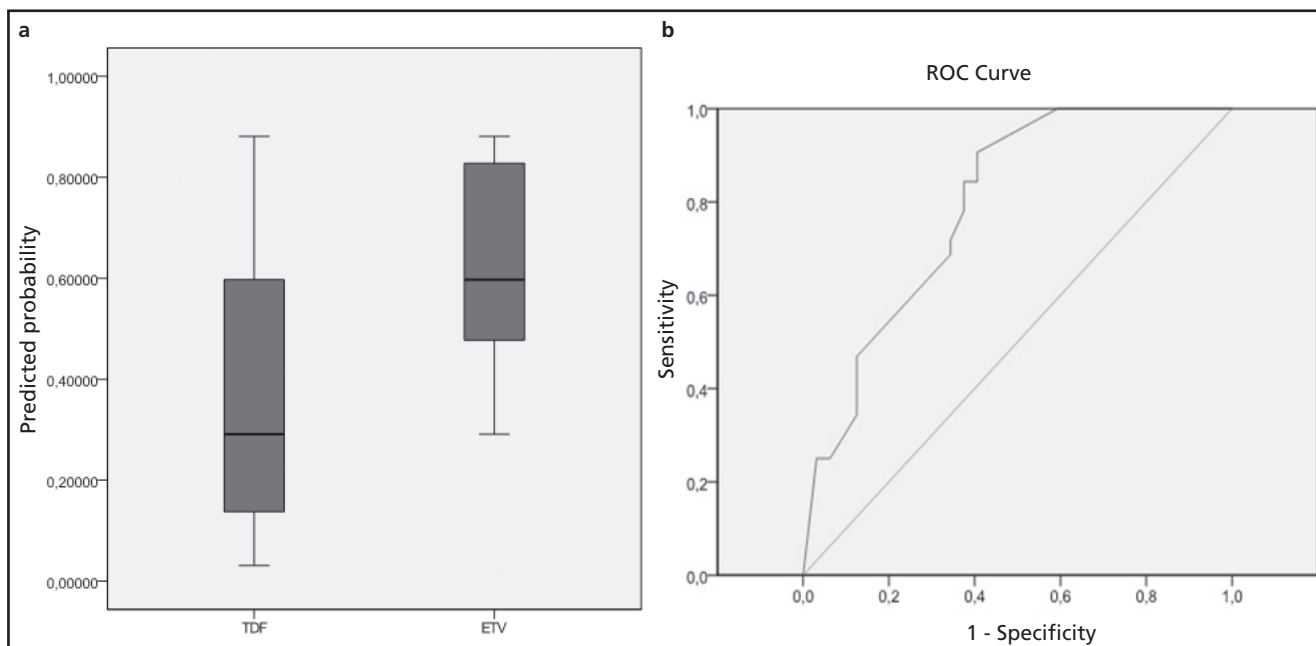 a
1,00000
0,80000
0,60000
0,40000
0,20000
0,00000
Predicted probability
TDF
ETV
b
ROC Curve
1,0
0,8
0,6
0,4
0,2
0,0
Sensitivity
0,0
0,2
0,4
0,6
0,8
1,0
1 - Specificity